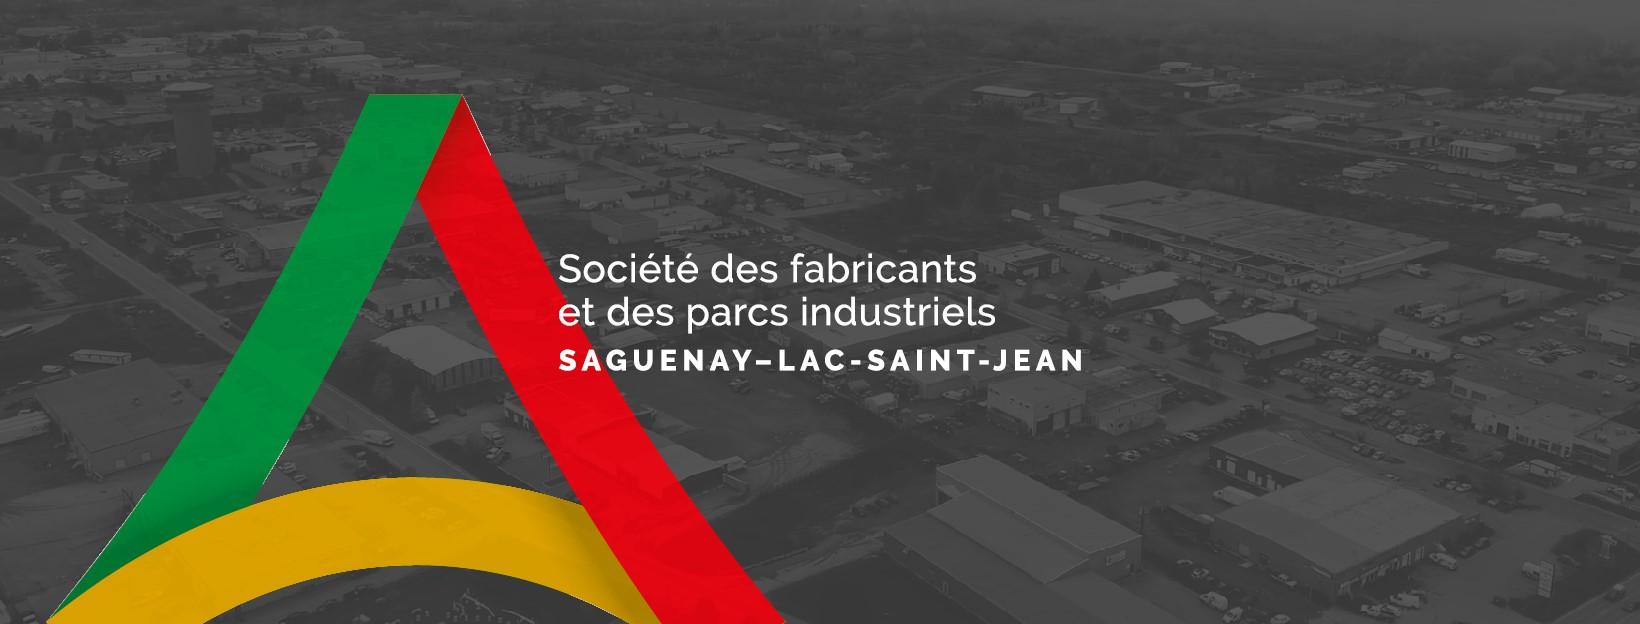 Société des fabricants
et des parcs industriels
SAGUENAY–LAC-SAINT-JEAN